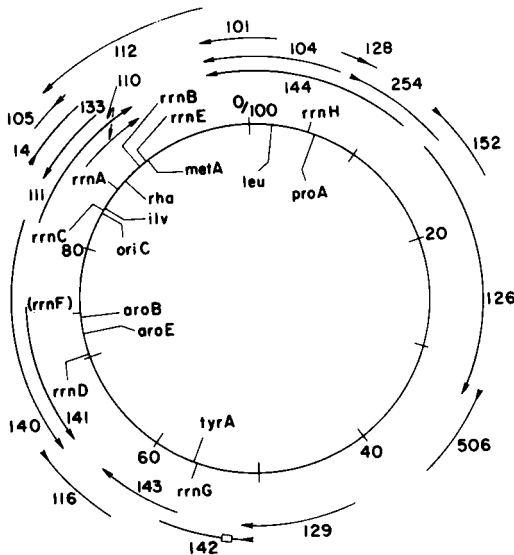 101
112
104
128
110
144
254
133
105
rrnB
0/100
14
rrnE
rrnH
152
metA
111
rrnA
leu
proA
rha
rrnC
ilv
80
oriC
20
(rrnF)
aroB
126
aroE
rrnD
140
141
tyrA
60
40
506
116
143
rrnG
129
142